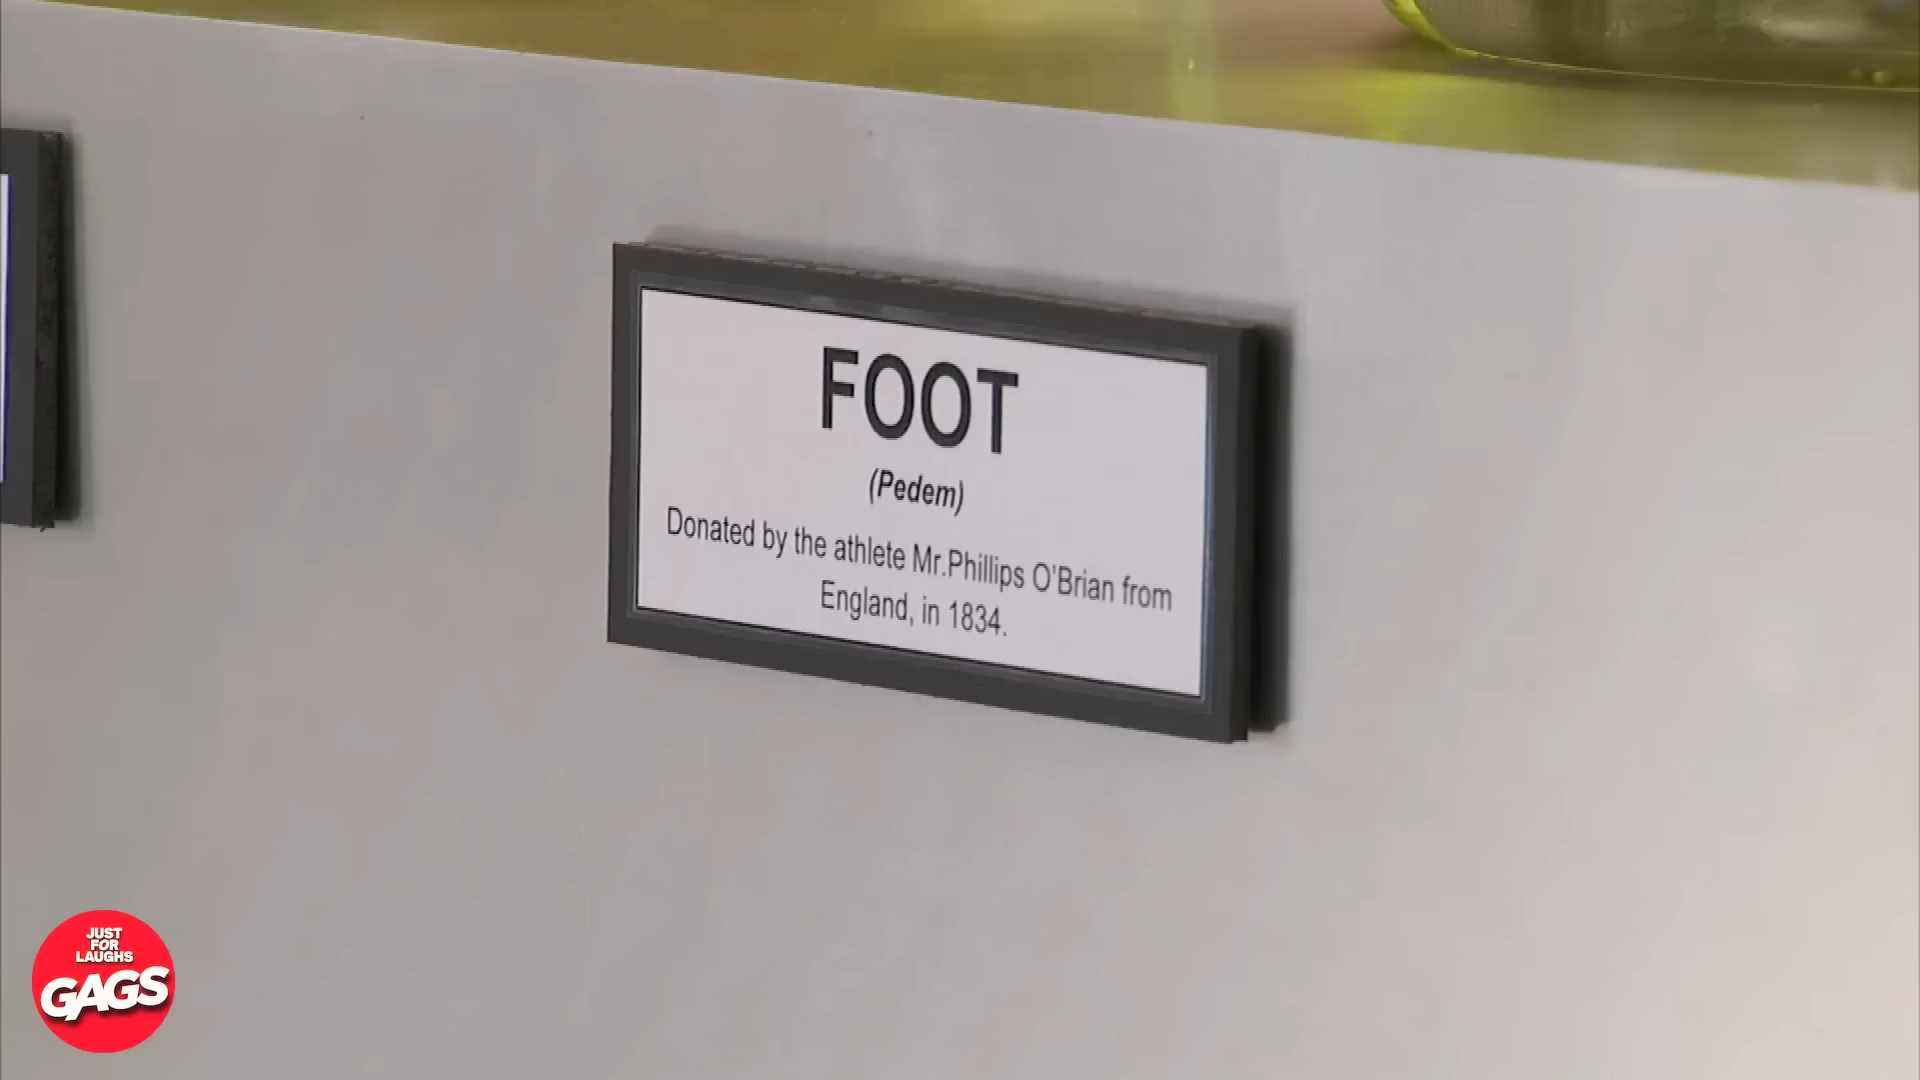 FOOT
(Pedem)
Donated by the athlete Mr.Phillips O'Brian from
England, in 1834.
JUST
FOR
LAUGHS
GAGS